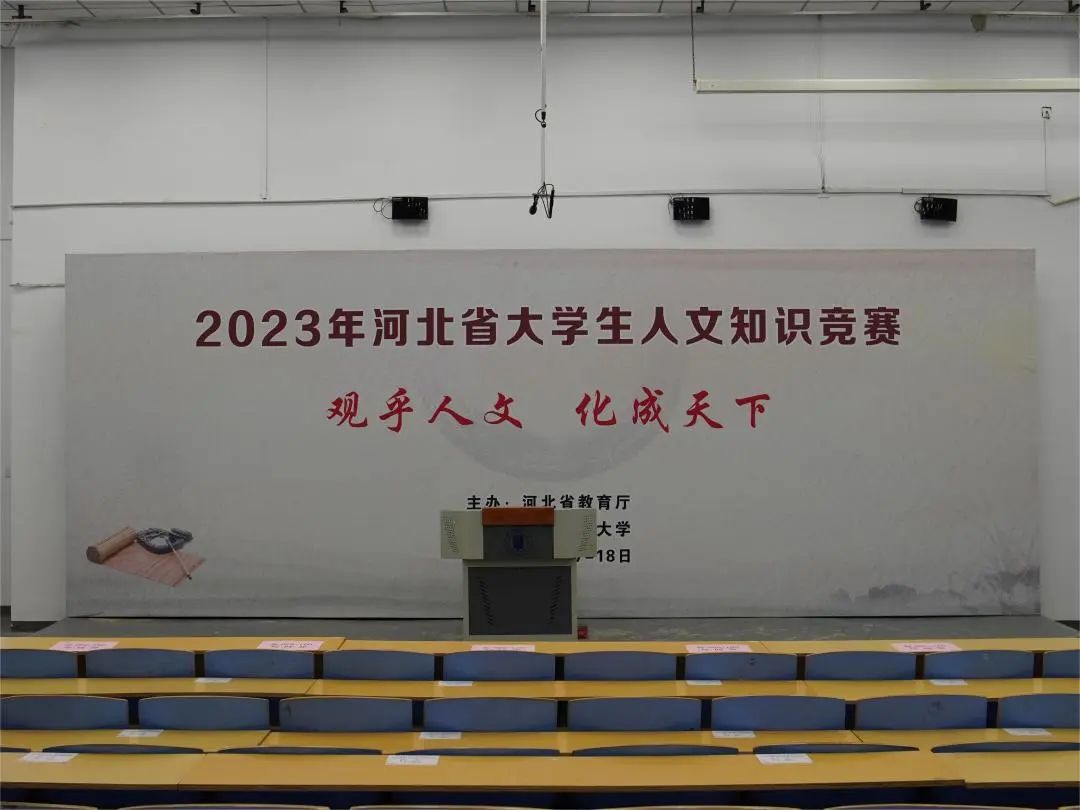 2023年河北省大学生人文知识竞赛
观乎人文 化成天下
主办：河北省教育厅
大学
-18日